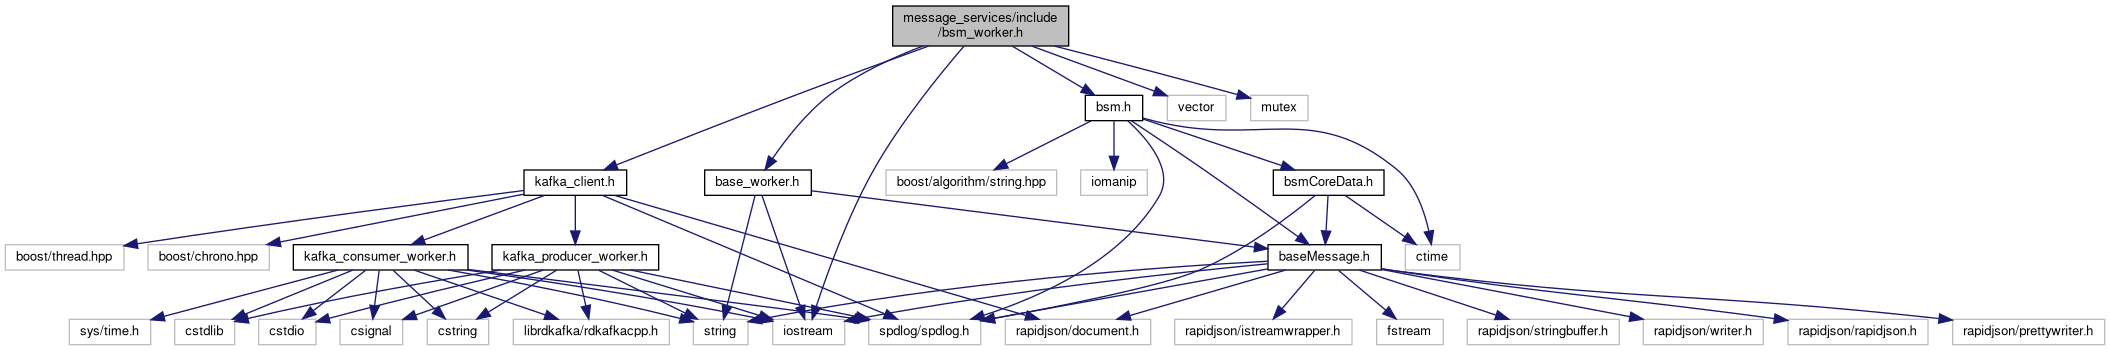 message_services/include
/bsm_worker.h
bsm.h
vector
mutex
kafka_client.h
base_worker.h
boost/algorithm/string.hpp
iomanip
bsmCoreData.h
boost/thread.hpp
boost/chrono.hpp
kafka_consumer_worker.h
kafka_producer_worker.h
baseMessage.h
ctime
sys/time.h
cstdlib
cstdio
csignal
cstring
librdkafka/rdkafkacpp.h
string
iostream
spdlog/spdlog.h
rapidjson/document.h
rapidjson/istreamwrapper.h
fstream
rapidjson/stringbuffer.h
rapidjson/writer.h
rapidjson/rapidjson.h
rapidjson/prettywriter.h